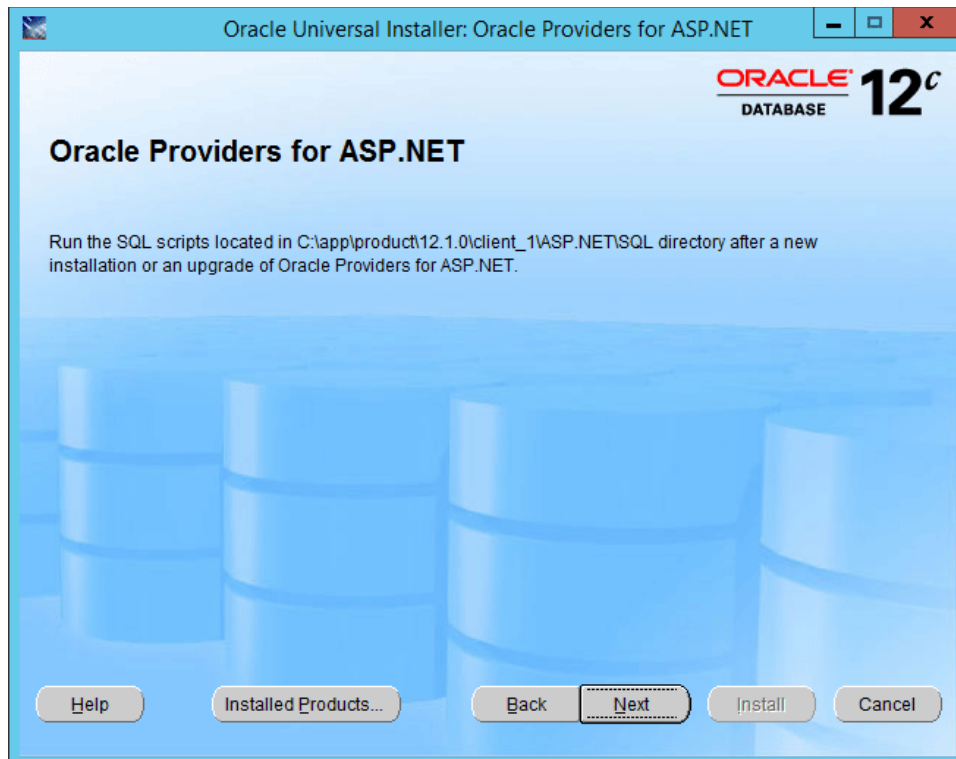 Oracle Universal Installer: Oracle Providers for ASP.NET
ORACLE 12c
DATABASE
Oracle Providers for ASP.NET
Run the SQL scripts located in C:\app\product\12.1.0\client_1\ASP.NET\SQL directory after a new
installation or an upgrade of Oracle Providers for ASP.NET.
Help Installed Products... Back Next Install Cancel